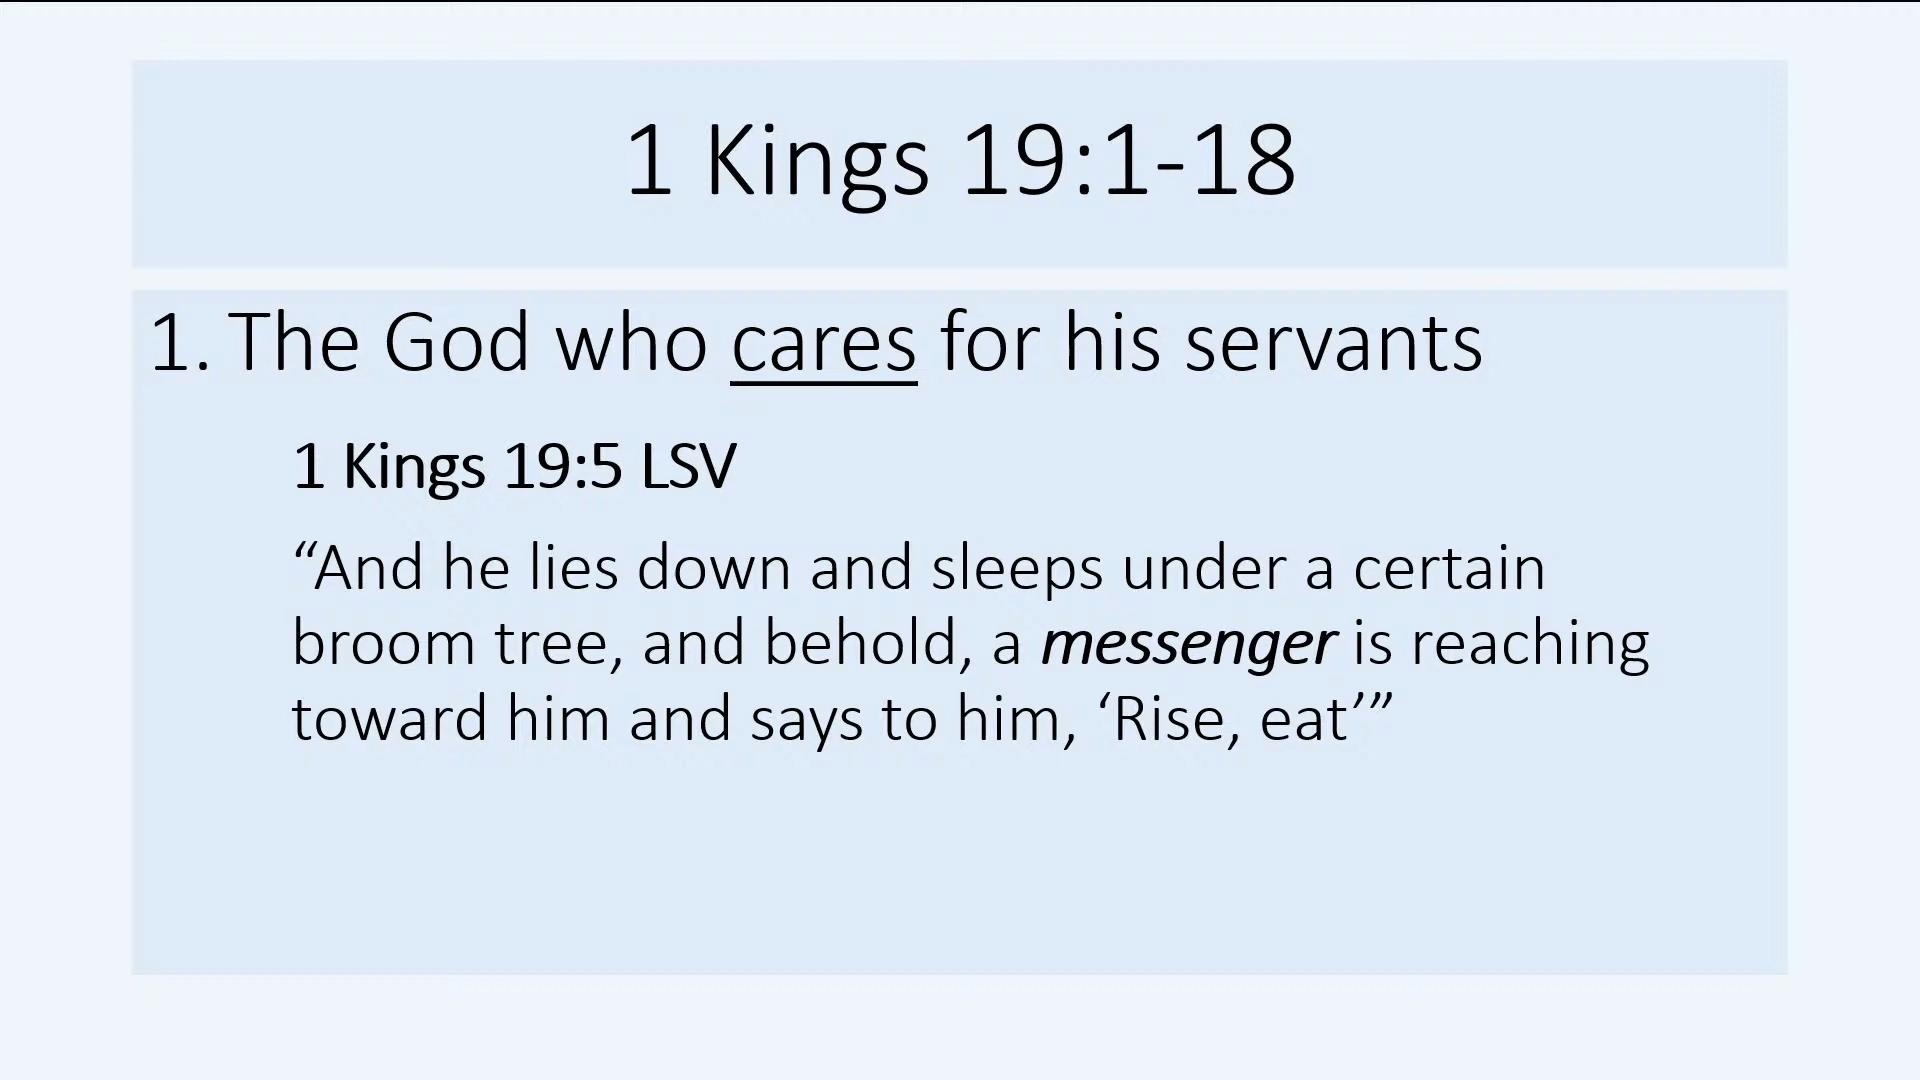 1 Kings 19:1-18
1. The God who cares for his servants
1 Kings 19:5 LSV
“And he lies down and sleeps under a certain
broom tree, and behold, a messenger is reaching
toward him and says to him, ‘Rise, eat’”